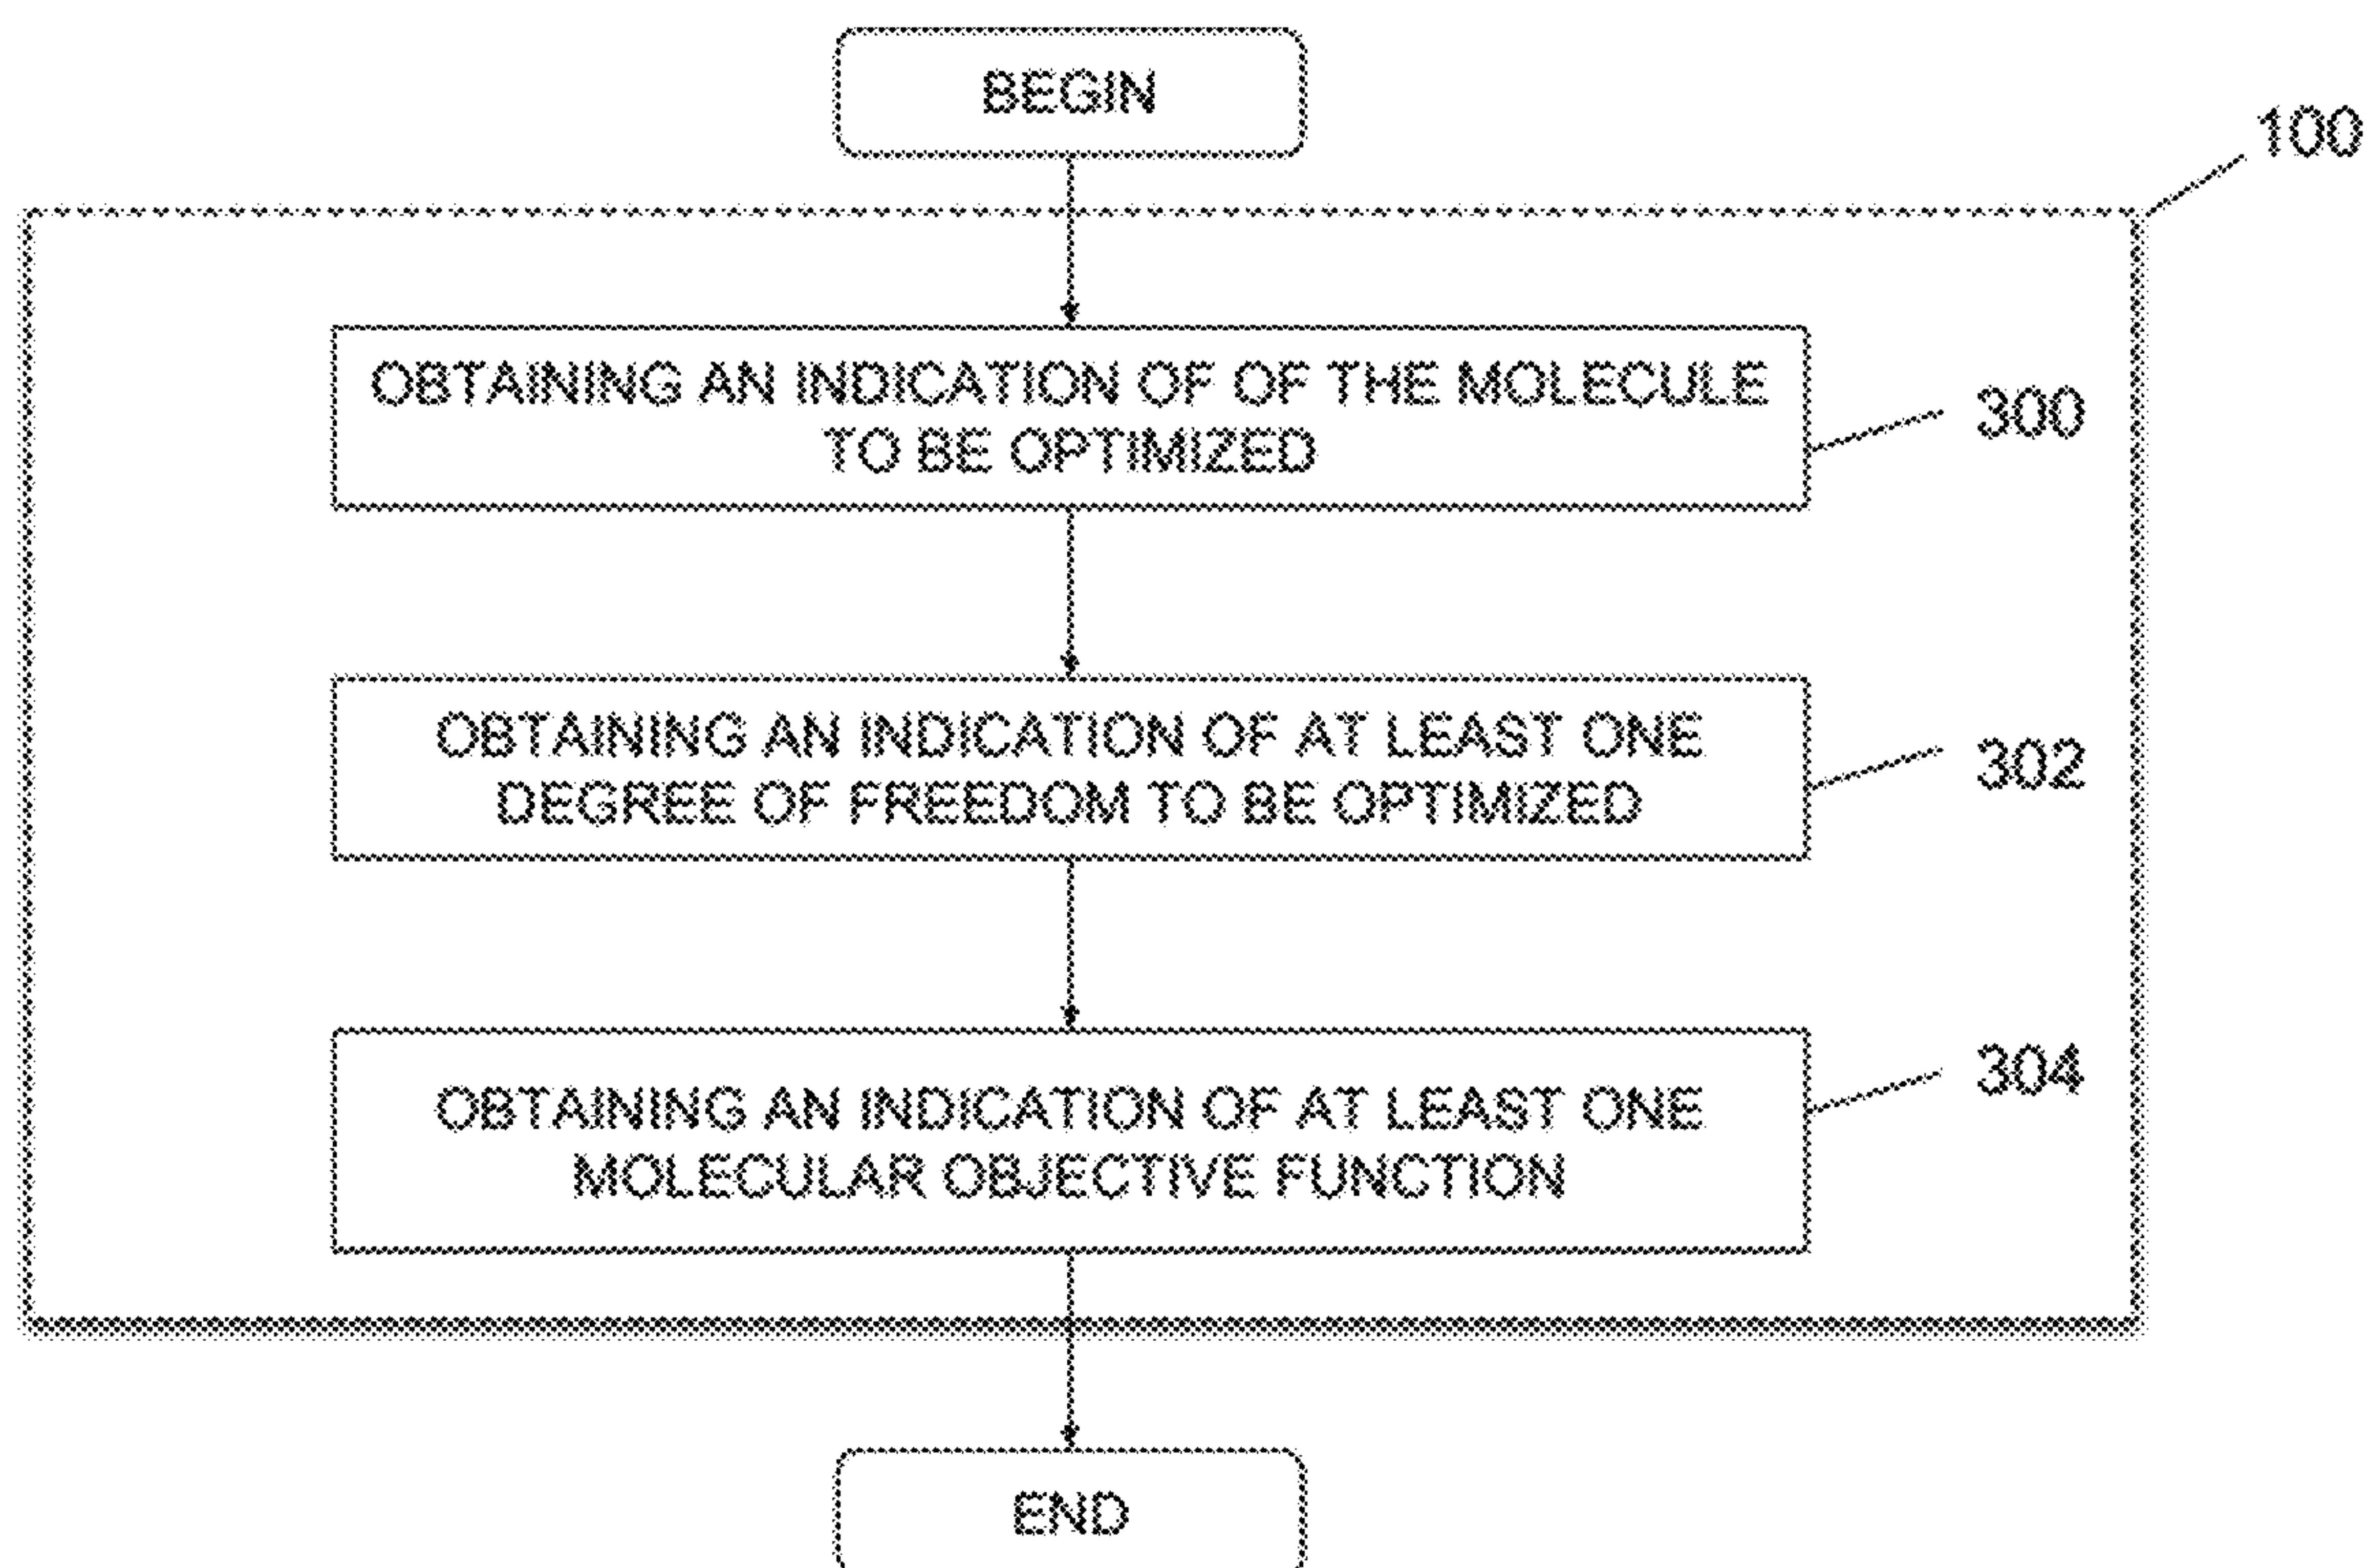 BEGIN
100
OBTAINING AN INDICATION OF OF THE MOLECULE
TO BE OPTIMIZED
300
OBTAINING AN INDICATION OF AT LEAST ONE
DEGREE OF FREEDOM TO BE OPTIMIZED
302
OBTAINING AN INDICATION OF AT LEAST ONE
MOLECULAR OBJECTIVE FUNCTION
304
END